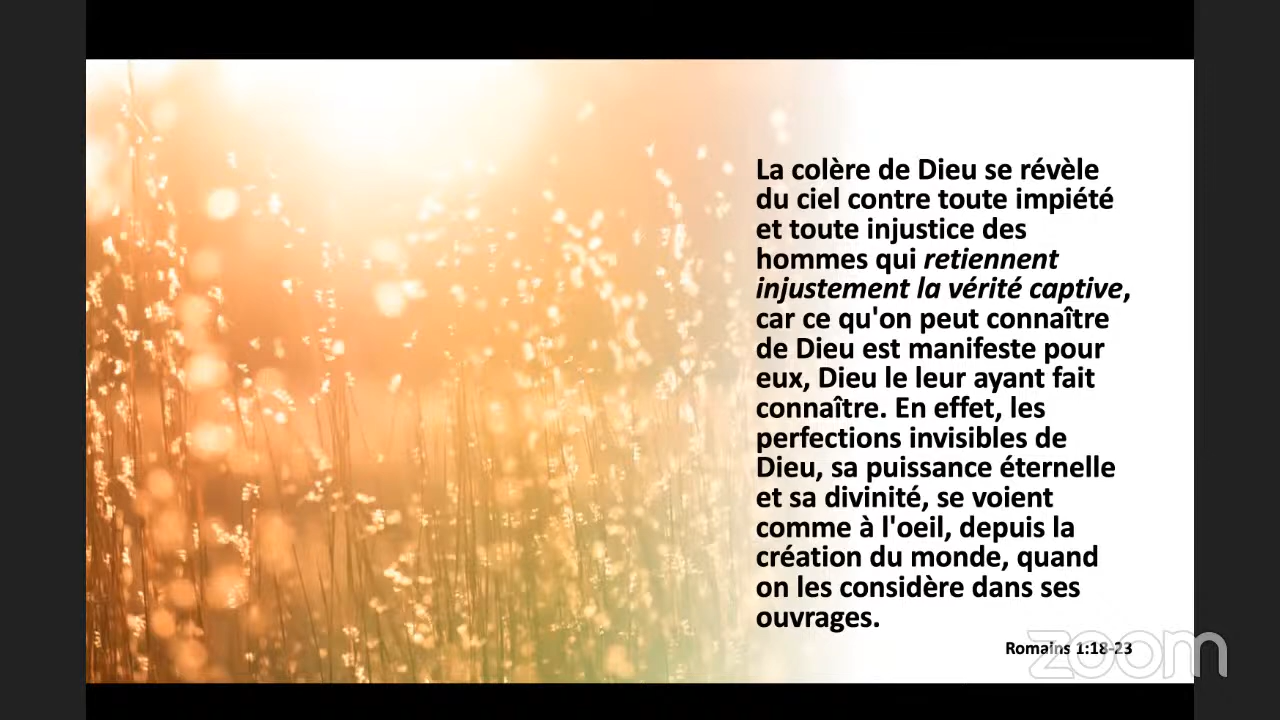 La colère de Dieu se révèle
du ciel contre toute impiété
et toute injustice des
hommes qui retiennent
injustement la vérité captive,
car ce qu'on peut connaître
de Dieu est manifeste pour
eux, Dieu le leur ayant fait
connaître. En effet, les
perfections invisibles de
Dieu, sa puissance éternelle
et sa divinité, se voient
comme à l'oeil, depuis la
création du monde, quand
on les considère dans ses
ouvrages.
Romains 1:18-23
zoom